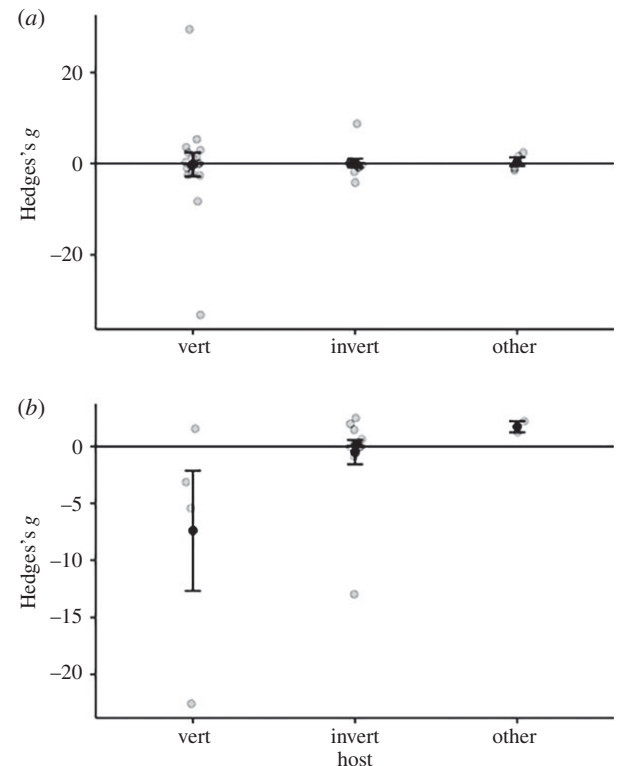 (a)
20
0
–20
Hedges's g
vert invert other
(b)
0
–5
–10
–15
–20
Hedges's g
vert invert other
host